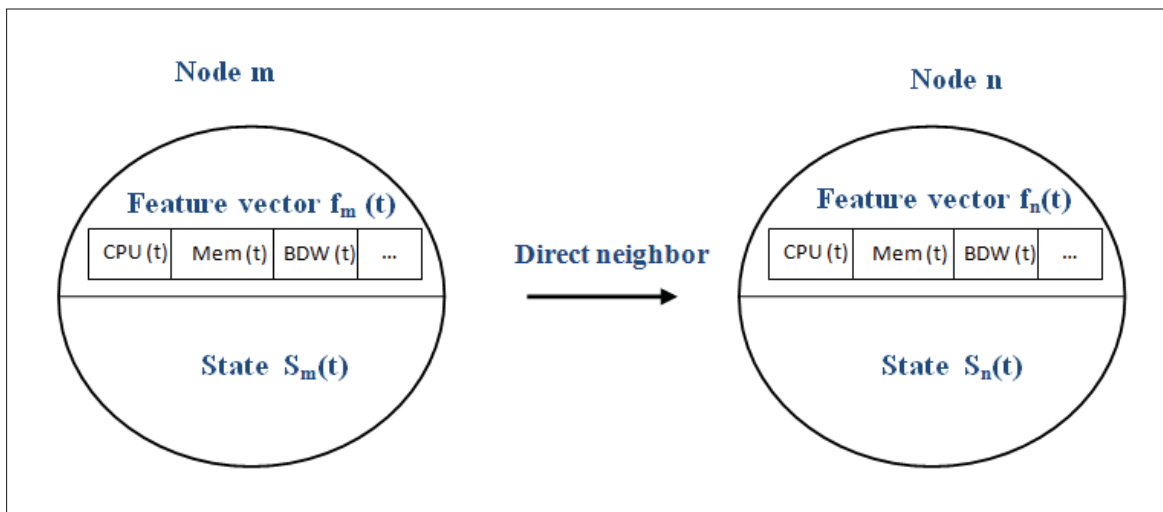 Node m
Node n
Feature vector fₘ (t)
CPU (t) Mem (t) BDW (t) ...
State Sₘ(t)
Direct neighbor
Feature vector fₙ(t)
CPU (t) Mem (t) BDW (t) ...
State Sₙ(t)